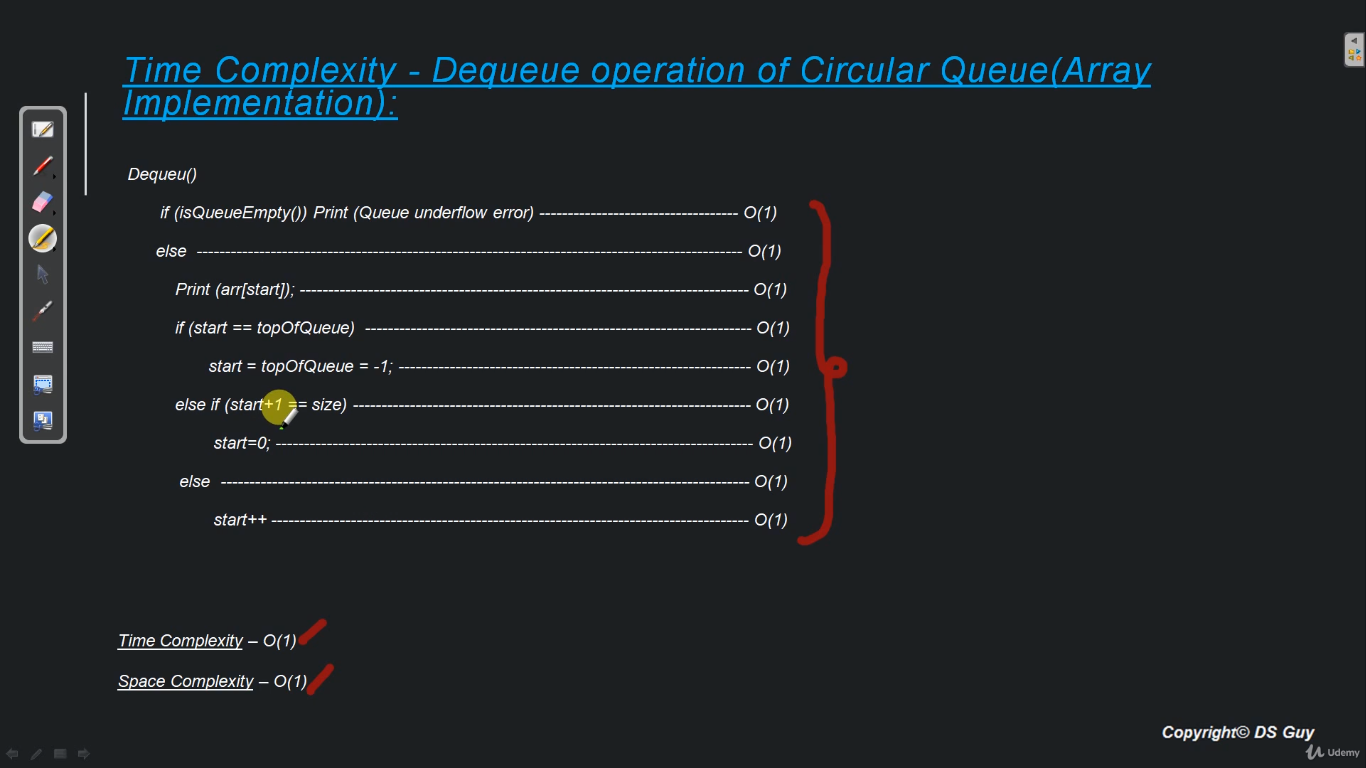 Time Complexity - Dequeue operation of Circular Queue(Array
Implementation):
Dequeu()
if (isQueueEmpty()) Print (Queue underflow error) ----------------------------------- O(1)
else ------------------------------------------------------------------------------------------------ O(1)
Print (arr[start]); ------------------------------------------------------------------------------- O(1)
if (start == topOfQueue) -------------------------------------------------------------------- O(1)
start = topOfQueue = -1; -------------------------------------------------------------- O(1)
else if (start+1 == size) ---------------------------------------------------------------------- O(1)
start=0; ------------------------------------------------------------------------------------ O(1)
else --------------------------------------------------------------------------------------------- O(1)
start++ ------------------------------------------------------------------------------------ O(1)
Time Complexity – O(1)
Space Complexity – O(1)
Copyright© DS Guy
Udemy